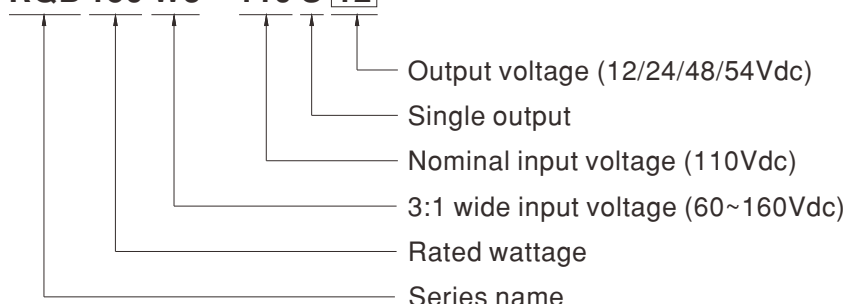 Output voltage (12/24/48/54Vdc)
Single output
Nominal input voltage (110Vdc)
3:1 wide input voltage (60~160Vdc)
Rated wattage
Series name